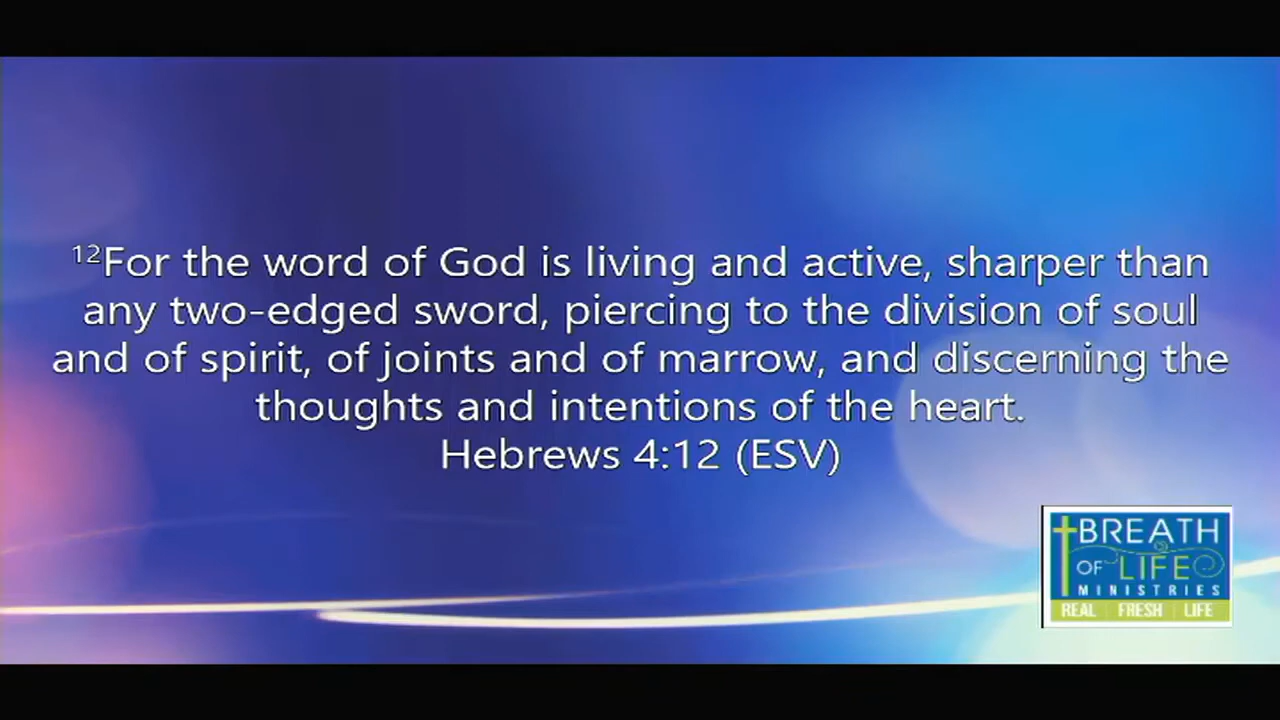 ¹²For the word of God is living and active, sharper than
any two-edged sword, piercing to the division of soul
and of spirit, of joints and of marrow, and discerning the
thoughts and intentions of the heart.
Hebrews 4:12 (ESV)
BREATH
OF LIFE
MINISTRIES
REAL | FRESH | LIFE